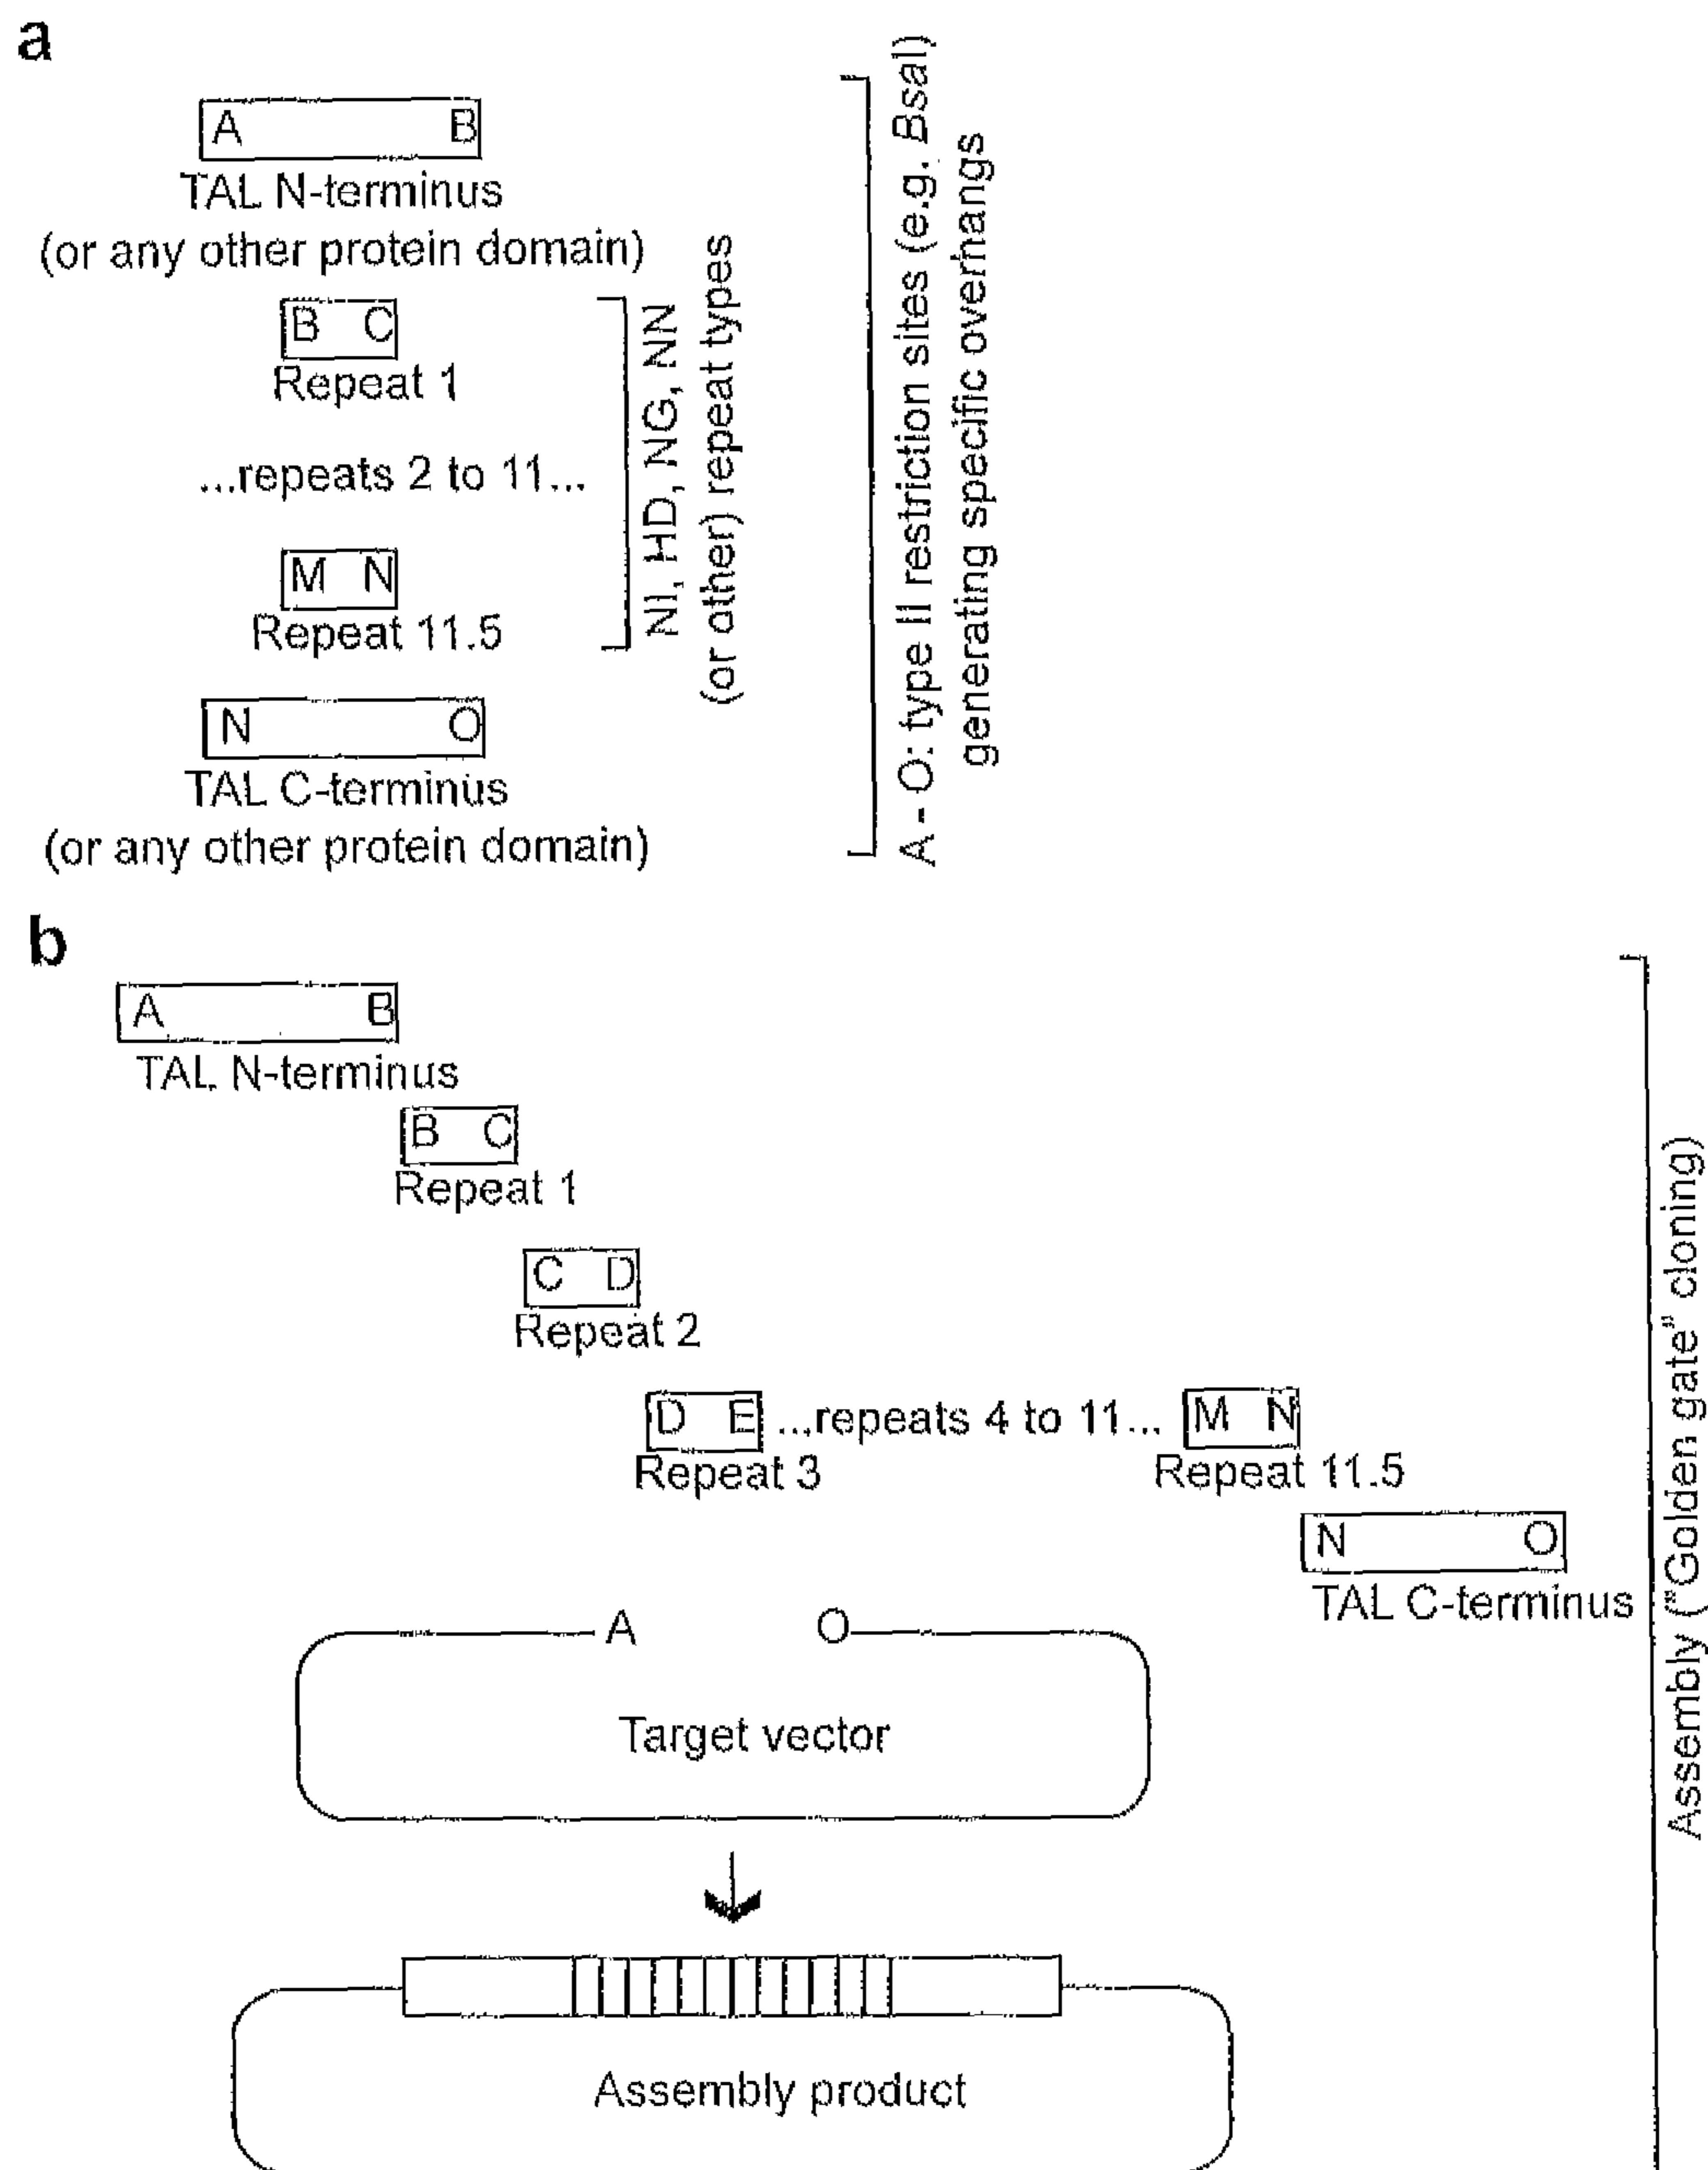 a
A B
TAL N-terminus
(or any other protein domain)
B C
Repeat 1
...repeats 2 to 11...
M N
Repeat 11.5
NI, HD, NG, NN
(or other) repeat types
N O
TAL C-terminus
(or any other protein domain)
A - O: type II restriction sites (e.g. BsaI)
generating specific overhangs
b
A B
TAL N-terminus
B C
Repeat 1
C D
Repeat 2
D E ...repeats 4 to 11... M N
Repeat 3 Repeat 11.5
N O
TAL C-terminus
A O
Target vector
Assembly product
Assembly ("Golden gate" cloning)